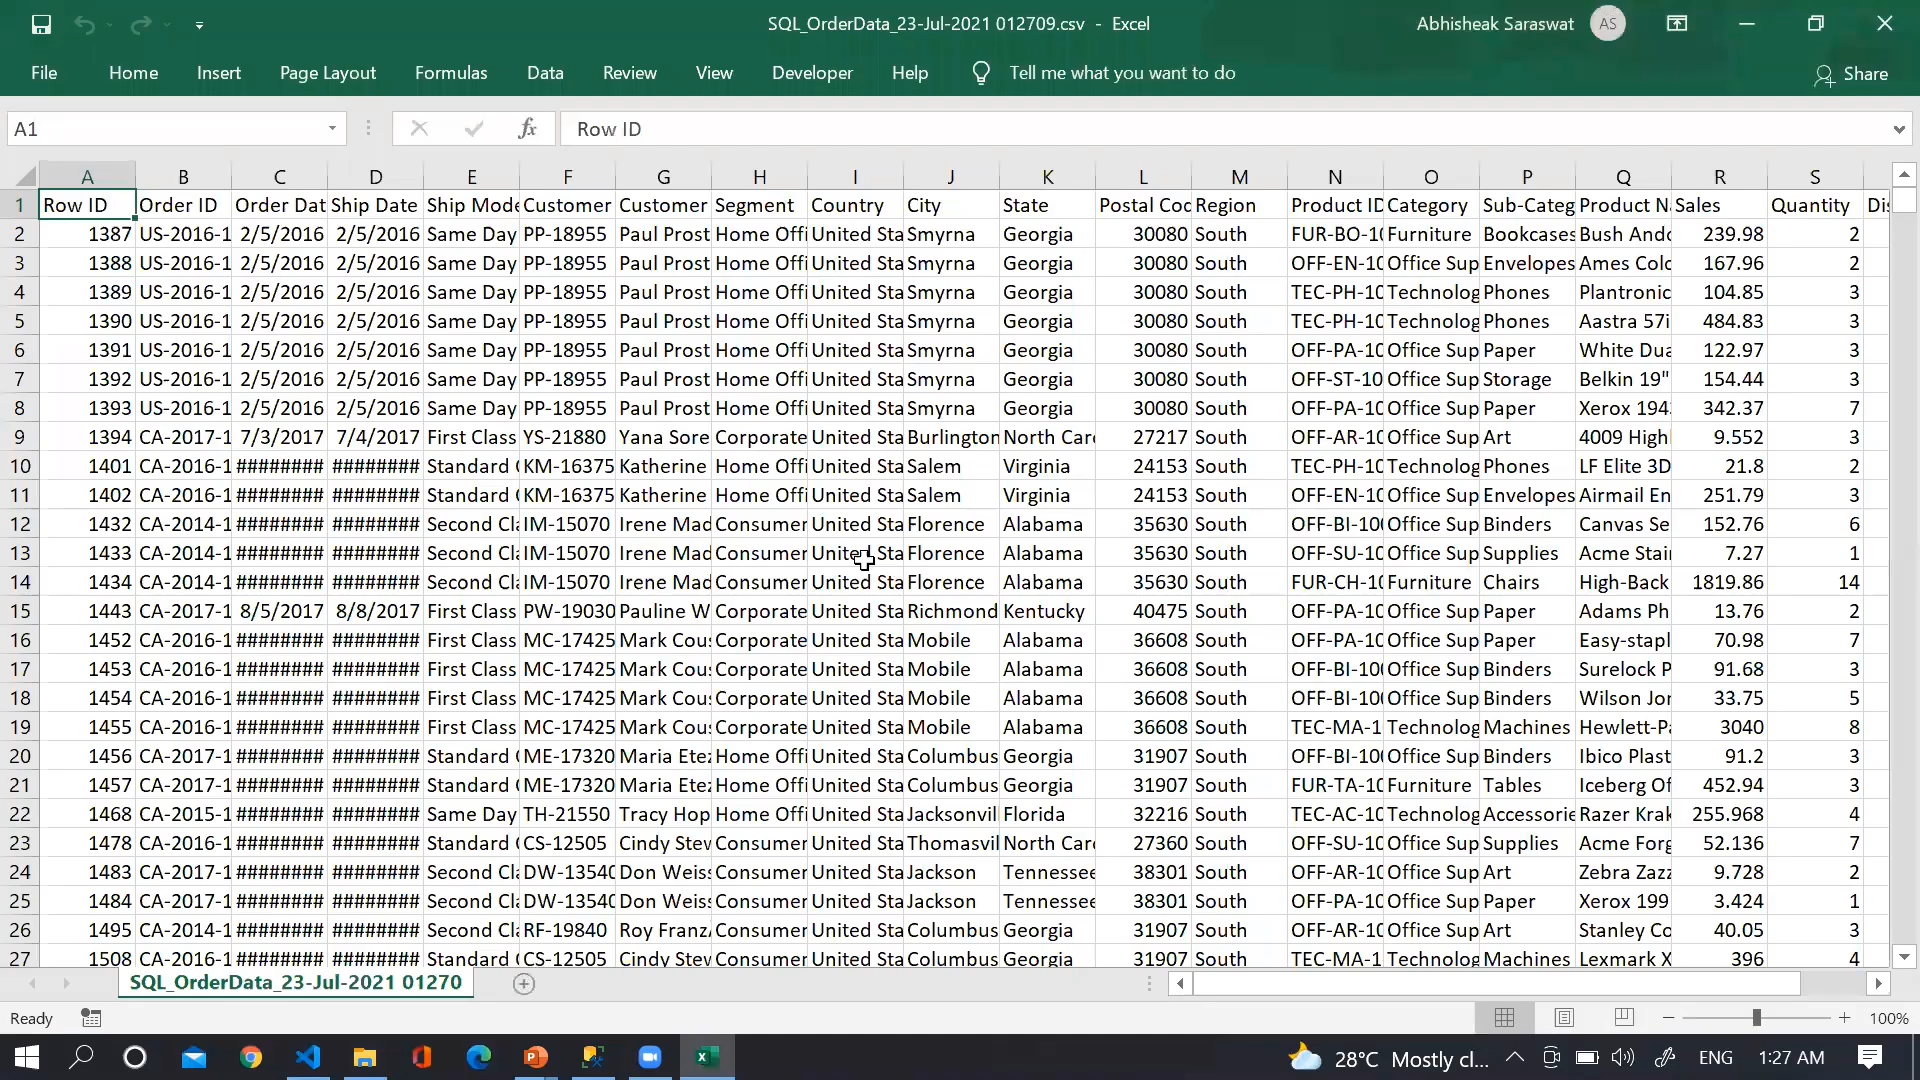 SQL_OrderData_23-Jul-2021 012709.csv - Excel
Abhisheak Saraswat AS
File Home Insert Page Layout Formulas Data Review View Developer Help Tell me what you want to do Share
A1 fx Row ID
A B C D E F G H I J K L M N O P Q R S
1 Row ID Order ID Order Dat Ship Date Ship Mode Customer Customer Segment Country City State Postal Coc Region Product ID Category Sub-Categ Product Na Sales Quantity Dis
2 1387 US-2016-1 2/5/2016 2/5/2016 Same Day PP-18955 Paul Prost Home Offi United Sta Smyrna Georgia 30080 South FUR-BO-10 Furniture Bookcases Bush Ando 239.98 2
3 1388 US-2016-1 2/5/2016 2/5/2016 Same Day PP-18955 Paul Prost Home Offi United Sta Smyrna Georgia 30080 South OFF-EN-10 Office Sup Envelopes Ames Colo 167.96 2
4 1389 US-2016-1 2/5/2016 2/5/2016 Same Day PP-18955 Paul Prost Home Offi United Sta Smyrna Georgia 30080 South TEC-PH-10 Technolog Phones Plantronic 104.85 3
5 1390 US-2016-1 2/5/2016 2/5/2016 Same Day PP-18955 Paul Prost Home Offi United Sta Smyrna Georgia 30080 South TEC-PH-10 Technolog Phones Aastra 57i 484.83 3
6 1391 US-2016-1 2/5/2016 2/5/2016 Same Day PP-18955 Paul Prost Home Offi United Sta Smyrna Georgia 30080 South OFF-PA-10 Office Sup Paper White Dua 122.97 3
7 1392 US-2016-1 2/5/2016 2/5/2016 Same Day PP-18955 Paul Prost Home Offi United Sta Smyrna Georgia 30080 South OFF-ST-10 Office Sup Storage Belkin 19" 154.44 3
8 1393 US-2016-1 2/5/2016 2/5/2016 Same Day PP-18955 Paul Prost Home Offi United Sta Smyrna Georgia 30080 South OFF-PA-10 Office Sup Paper Xerox 194 342.37 7
9 1394 CA-2017-1 7/3/2017 7/4/2017 First Class YS-21880 Yana Sore Corporate United Sta Burlington North Car 27217 South OFF-AR-10 Office Sup Art 4009 High 9.552 3
10 1401 CA-2016-1 ######## ######## Standard C KM-16375 Katherine Home Offi United Sta Salem Virginia 24153 South TEC-PH-10 Technolog Phones LF Elite 3D 21.8 2
11 1402 CA-2016-1 ######## ######## Standard C KM-16375 Katherine Home Offi United Sta Salem Virginia 24153 South OFF-EN-10 Office Sup Envelopes Airmail En 251.79 3
12 1432 CA-2014-1 ######## ######## Second Cla IM-15070 Irene Mad Consumer United Sta Florence Alabama 35630 South OFF-BI-100 Office Sup Binders Canvas Se 152.76 6
13 1433 CA-2014-1 ######## ######## Second Cla IM-15070 Irene Mad Consumer United Sta Florence Alabama 35630 South OFF-SU-10 Office Sup Supplies Acme Stai 7.27 1
14 1434 CA-2014-1 ######## ######## Second Cla IM-15070 Irene Mad Consumer United Sta Florence Alabama 35630 South FUR-CH-10 Furniture Chairs High-Back 1819.86 14
15 1443 CA-2017-1 8/5/2017 8/8/2017 First Class PW-19030 Pauline W Corporate United Sta Richmond Kentucky 40475 South OFF-PA-10 Office Sup Paper Adams Ph 13.76 2
16 1452 CA-2016-1 ######## ######## First Class MC-17425 Mark Cous Corporate United Sta Mobile Alabama 36608 South OFF-PA-10 Office Sup Paper Easy-stapl 70.98 7
17 1453 CA-2016-1 ######## ######## First Class MC-17425 Mark Cous Corporate United Sta Mobile Alabama 36608 South OFF-BI-100 Office Sup Binders Surelock P 91.68 3
18 1454 CA-2016-1 ######## ######## First Class MC-17425 Mark Cous Corporate United Sta Mobile Alabama 36608 South OFF-BI-100 Office Sup Binders Wilson Jor 33.75 5
19 1455 CA-2016-1 ######## ######## First Class MC-17425 Mark Cous Corporate United Sta Mobile Alabama 36608 South TEC-MA-1 Technolog Machines Hewlett-Pa 3040 8
20 1456 CA-2017-1 ######## ######## Standard C ME-17320 Maria Etez Home Offi United Sta Columbus Georgia 31907 South OFF-BI-100 Office Sup Binders Ibico Plast 91.2 3
21 1457 CA-2017-1 ######## ######## Standard C ME-17320 Maria Etez Home Offi United Sta Columbus Georgia 31907 South FUR-TA-10 Furniture Tables Iceberg Of 452.94 3
22 1468 CA-2015-1 ######## ######## Same Day TH-21550 Tracy Hop Home Offi United Sta Jacksonvil Florida 32216 South TEC-AC-10 Technolog Accessorie Razer Krak 255.968 4
23 1478 CA-2016-1 ######## ######## Standard C CS-12505 Cindy Stew Consumer United Sta Thomasvil North Car 27360 South OFF-SU-10 Office Sup Supplies Acme Forg 52.136 7
24 1483 CA-2017-1 ######## ######## Second Cla DW-13540 Don Weiss Consumer United Sta Jackson Tennessee 38301 South OFF-AR-10 Office Sup Art Zebra Zazz 9.728 2
25 1484 CA-2017-1 ######## ######## Second Cla DW-13540 Don Weiss Consumer United Sta Jackson Tennessee 38301 South OFF-PA-10 Office Sup Paper Xerox 199 3.424 1
26 1495 CA-2014-1 ######## ######## Second Cla RF-19840 Roy Franz Consumer United Sta Columbus Georgia 31907 South OFF-AR-10 Office Sup Art Stanley Co 40.05 3
27 1508 CA-2016-1 ######## ######## Standard C CS-12505 Cindy Stew Consumer United Sta Columbus Georgia 31907 South TEC-MA-1 Technolog Machines Lexmark X 396 4
SQL_OrderData_23-Jul-2021 01270
Ready 100%
28°C Mostly cl... ENG 1:27 AM